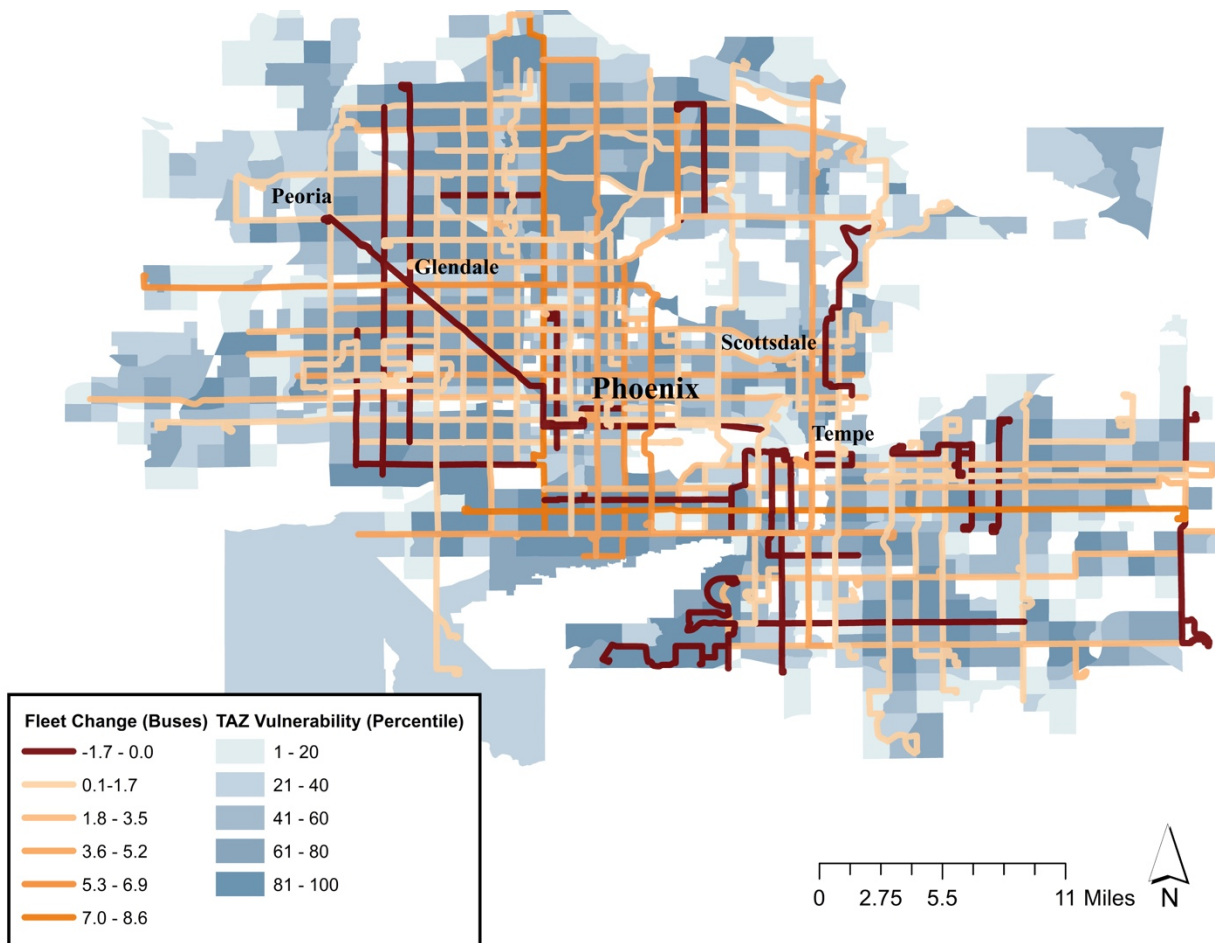 Peoria
Glendale
Scottsdale
Phoenix
Tempe
Fleet Change (Buses) TAZ Vulnerability (Percentile)
-1.7 - 0.0 1 - 20
0.1-1.7 21 - 40
1.8 - 3.5 41 - 60
3.6 - 5.2 61 - 80
5.3 - 6.9 81 - 100
7.0 - 8.6
0 2.75 5.5 11 Miles
N